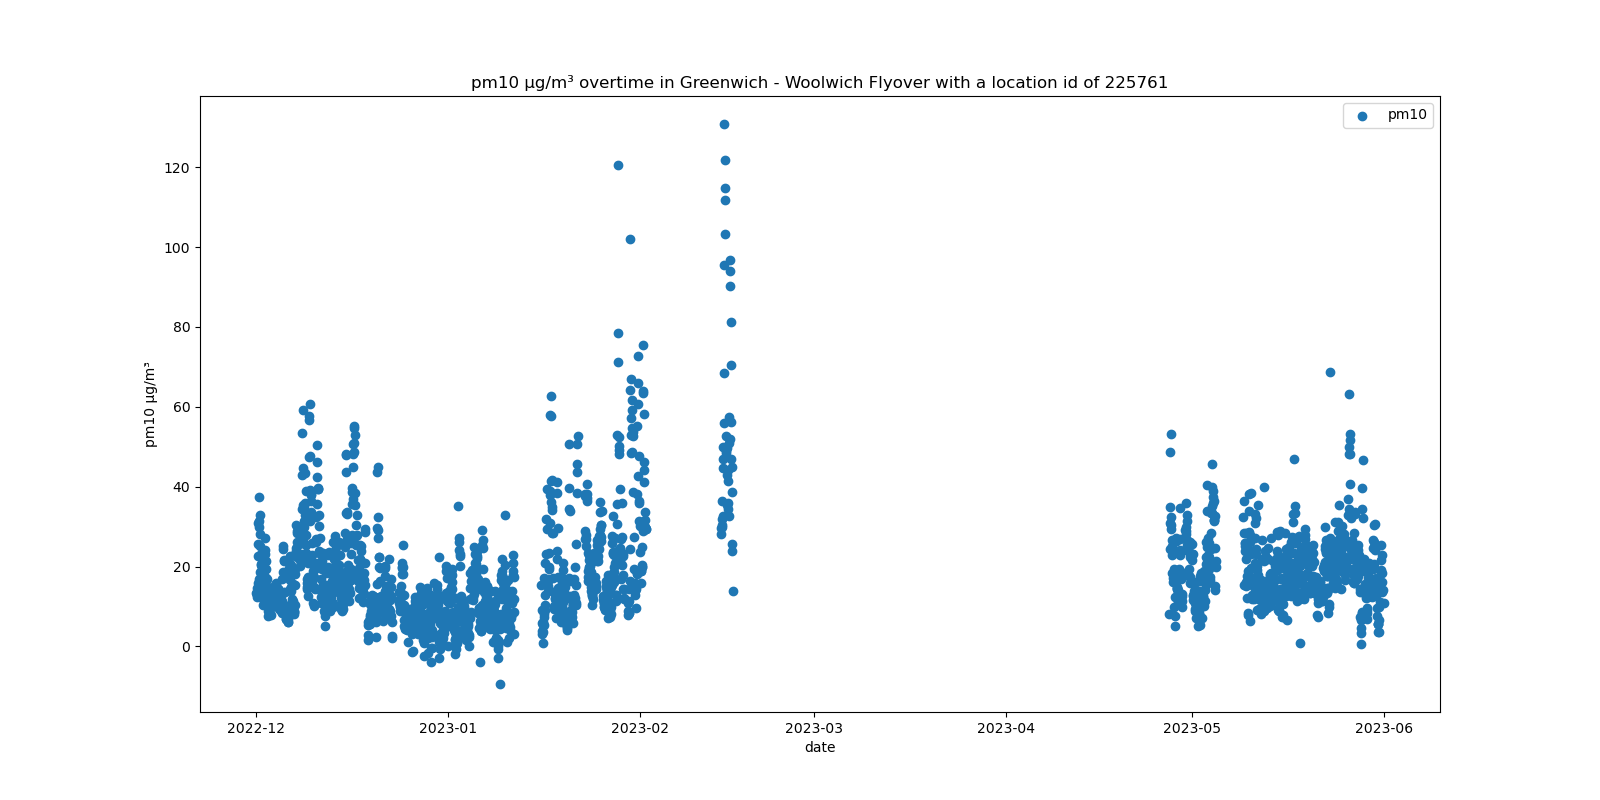 pm10 µg/m³ overtime in Greenwich - Woolwich Flyover with a location id of 225761
pm10
120
100
80
60
40
20
0
pm10 µg/m³
2022-12 2023-01 2023-02 2023-03 2023-04 2023-05 2023-06
date